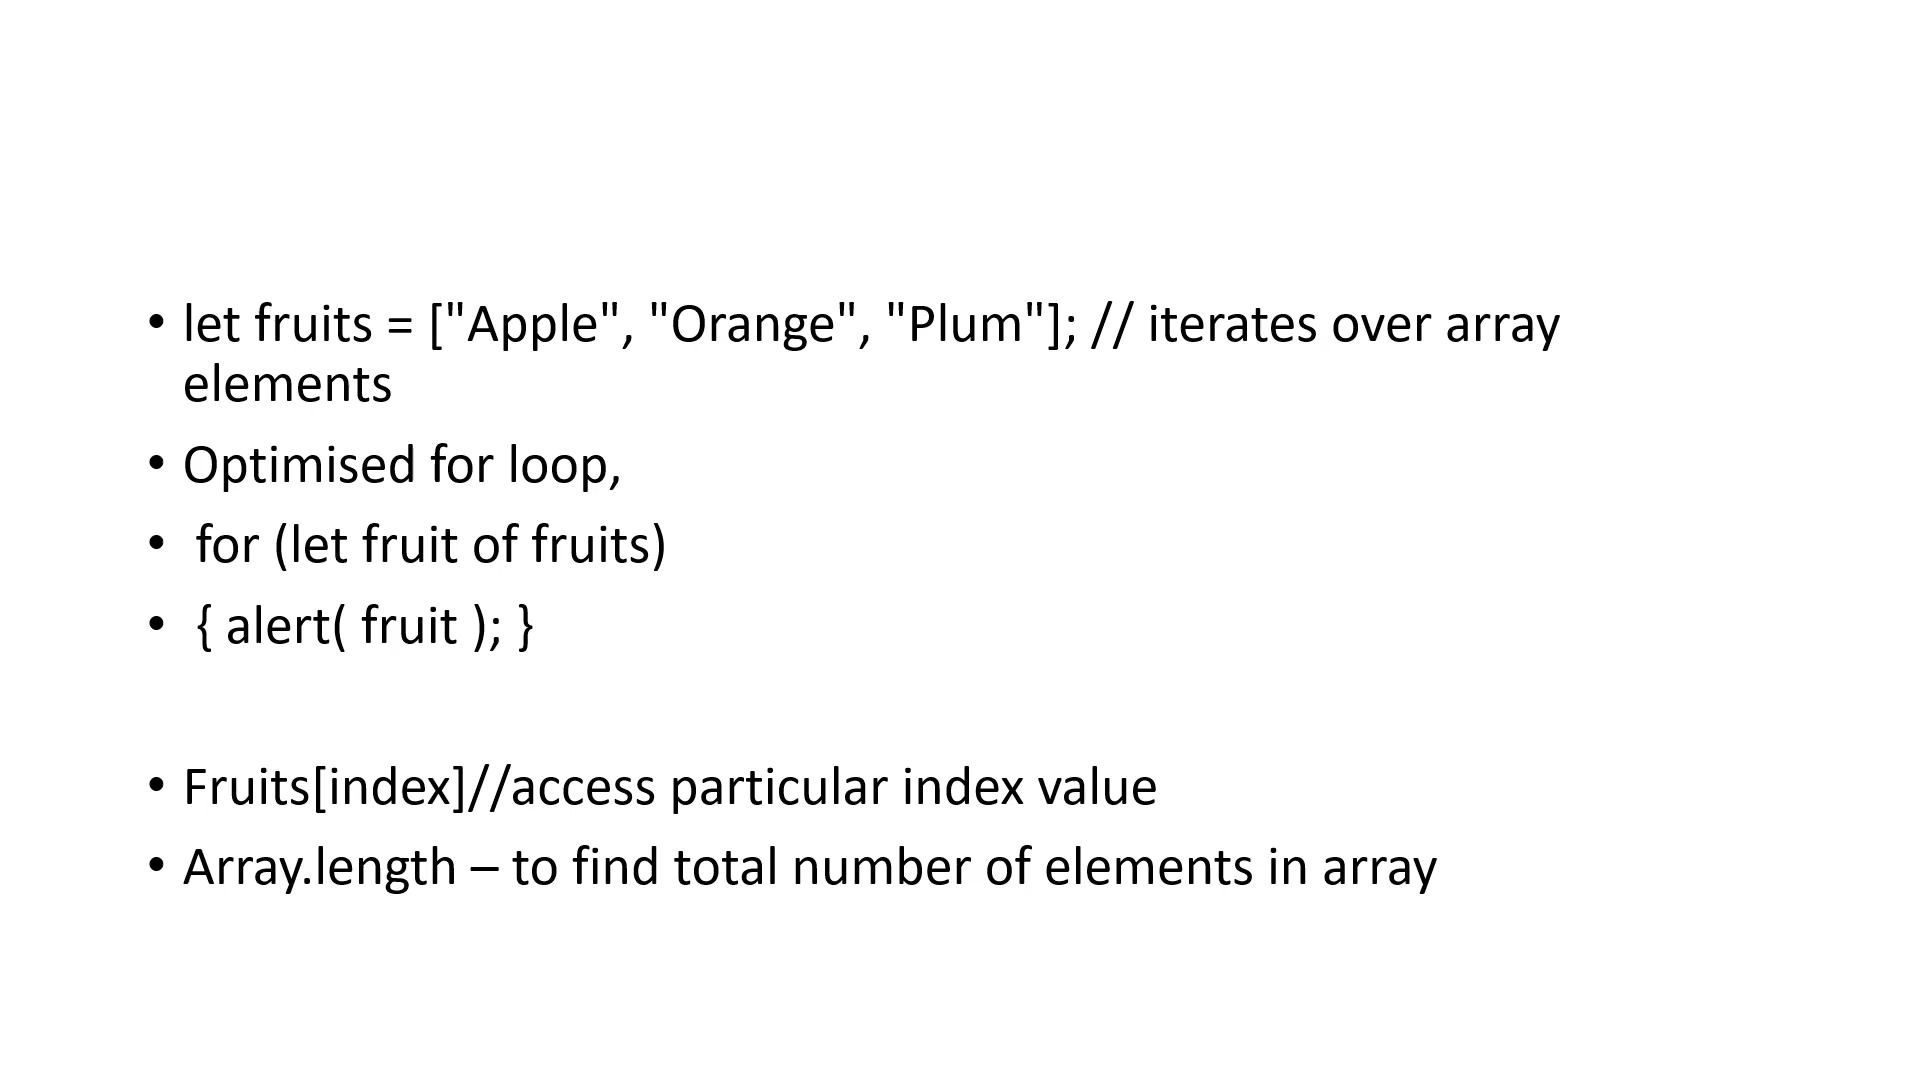 • let fruits = ["Apple", "Orange", "Plum"]; // iterates over array
elements
• Optimised for loop,
• for (let fruit of fruits)
• { alert( fruit ); }
• Fruits[index]//access particular index value
• Array.length – to find total number of elements in array